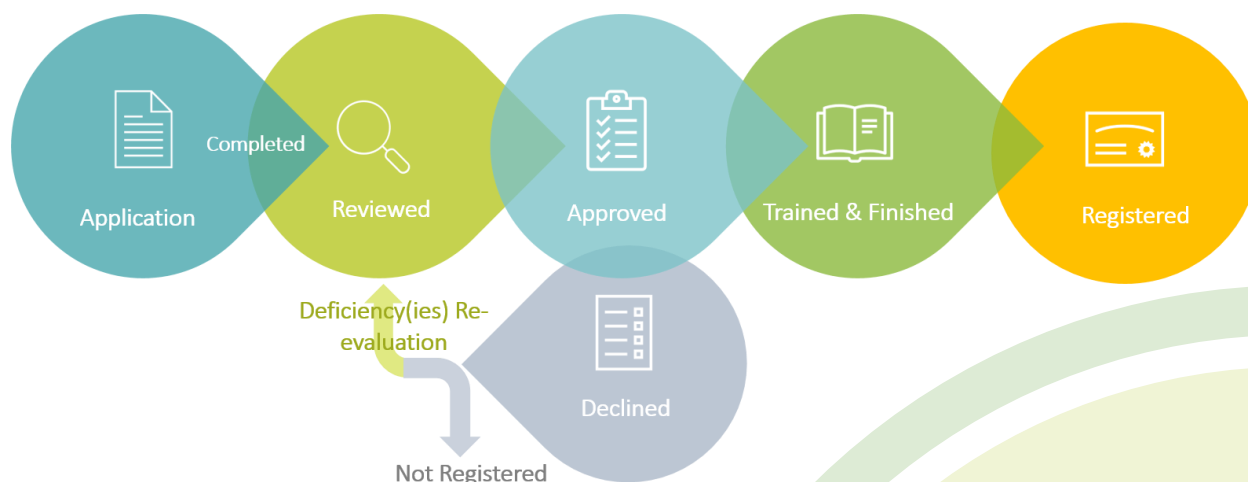 Completed
Application
Reviewed
Approved
Trained & Finished
Registered
Deficiency(ies) Re-
evaluation
Declined
Not Registered